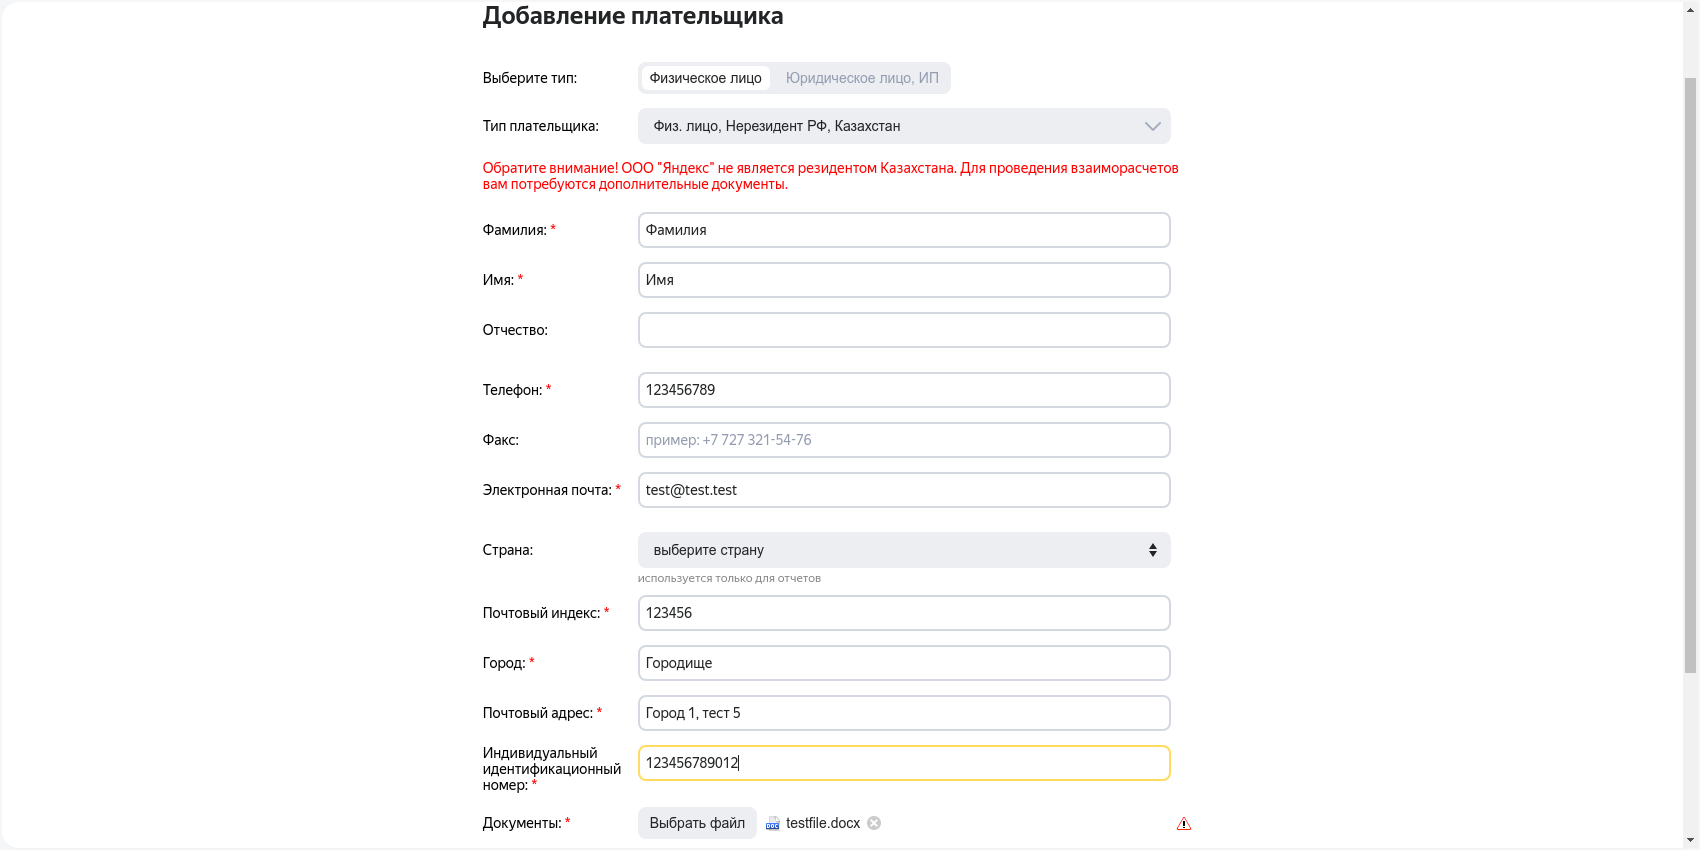 Добавление плательщика
Выберите тип: Физическое лицо Юридическое лицо, ИП
Тип плательщика: Физ. лицо, Нерезидент РФ, Казахстан
Обратите внимание! ООО "Яндекс" не является резидентом Казахстана. Для проведения взаиморасчетов
вам потребуются дополнительные документы.
Фамилия: * Фамилия
Имя: * Имя
Отчество:
Телефон: * 123456789
Факс: пример: +7 727 321-54-76
Электронная почта: * test@test.test
Страна: выберите страну
используется только для отчетов
Почтовый индекс: * 123456
Город: * Городище
Почтовый адрес: * Город 1, тест 5
Индивидуальный
идентификационный
номер: * 123456789012
Документы: * Выбрать файл DOC testfile.docx